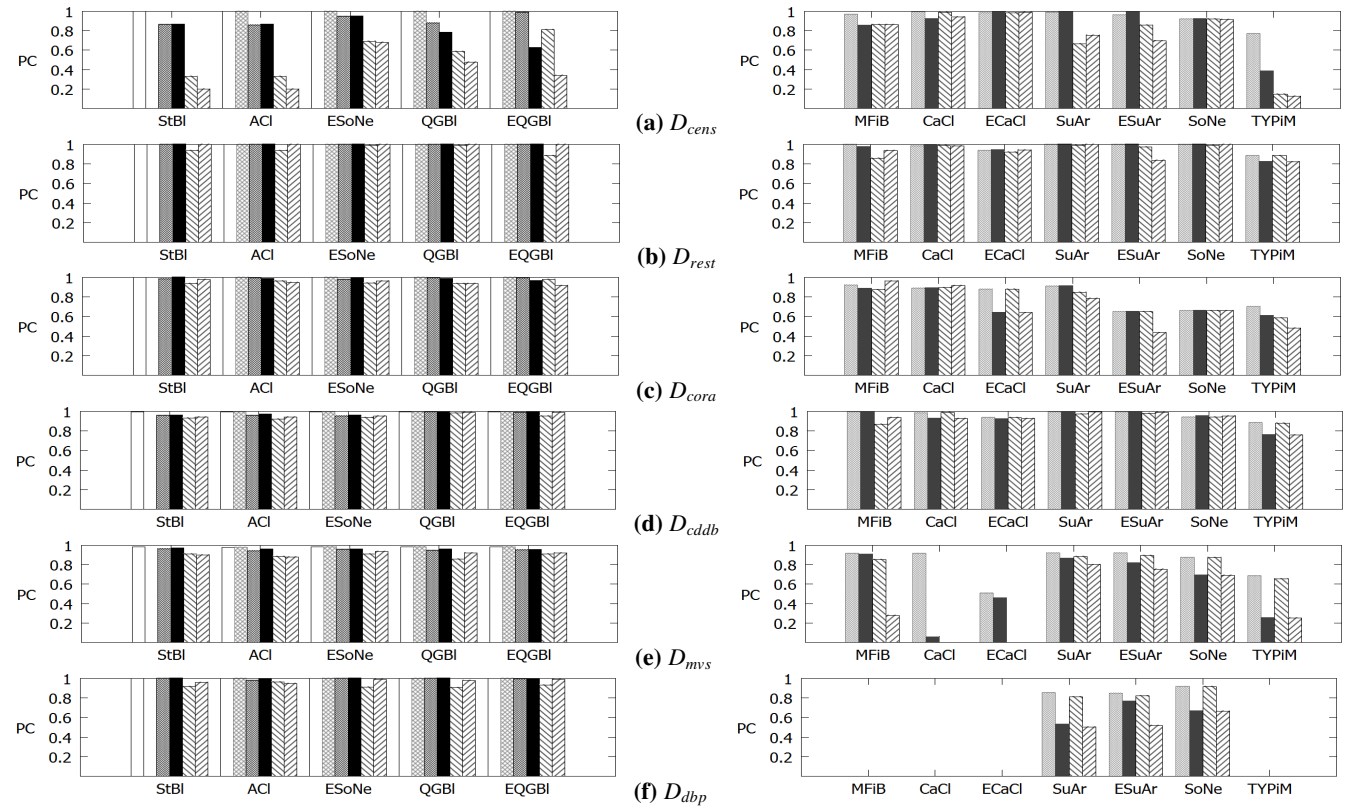 1
0.8
PC 0.6
0.4
0.2
StBl ACl ESoNe QGBl EQGBl
1
0.8
PC 0.6
0.4
0.2
MFiB CaCl ECaCl SuAr ESuAr SoNe TYPiM
(a) D_cens
1
0.8
PC 0.6
0.4
0.2
StBl ACl ESoNe QGBl EQGBl
1
0.8
PC 0.6
0.4
0.2
MFiB CaCl ECaCl SuAr ESuAr SoNe TYPiM
(b) D_rest
1
0.8
PC 0.6
0.4
0.2
StBl ACl ESoNe QGBl EQGBl
1
0.8
PC 0.6
0.4
0.2
MFiB CaCl ECaCl SuAr ESuAr SoNe TYPiM
(c) D_cora
1
0.8
PC 0.6
0.4
0.2
StBl ACl ESoNe QGBl EQGBl
1
0.8
PC 0.6
0.4
0.2
MFiB CaCl ECaCl SuAr ESuAr SoNe TYPiM
(d) D_cddb
1
0.8
PC 0.6
0.4
0.2
StBl ACl ESoNe QGBl EQGBl
1
0.8
PC 0.6
0.4
0.2
MFiB CaCl ECaCl SuAr ESuAr SoNe TYPiM
(e) D_mvs
1
0.8
PC 0.6
0.4
0.2
StBl ACl ESoNe QGBl EQGBl
1
0.8
PC 0.6
0.4
0.2
MFiB CaCl ECaCl SuAr ESuAr SoNe TYPiM
(f) D_dbp